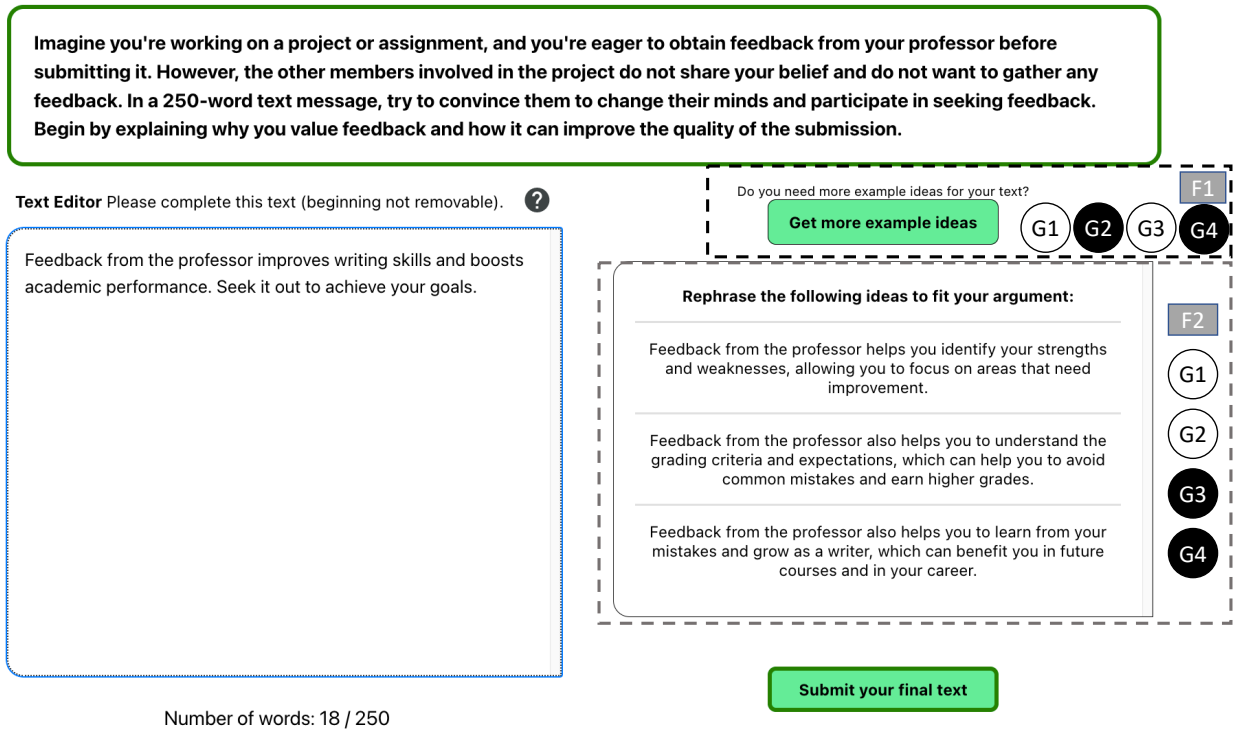 Imagine you're working on a project or assignment, and you're eager to obtain feedback from your professor before
submitting it. However, the other members involved in the project do not share your belief and do not want to gather any
feedback. In a 250-word text message, try to convince them to change their minds and participate in seeking feedback.
Begin by explaining why you value feedback and how it can improve the quality of the submission.
Text Editor Please complete this text (beginning not removable). ?
Feedback from the professor improves writing skills and boosts
academic performance. Seek it out to achieve your goals.
Number of words: 18 / 250
Do you need more example ideas for your text?
F1
Get more example ideas
G1 G2 G3 G4
Rephrase the following ideas to fit your argument:
Feedback from the professor helps you identify your strengths
and weaknesses, allowing you to focus on areas that need
improvement.
Feedback from the professor also helps you to understand the
grading criteria and expectations, which can help you to avoid
common mistakes and earn higher grades.
Feedback from the professor also helps you to learn from your
mistakes and grow as a writer, which can benefit you in future
courses and in your career.
F2
G1
G2
G3
G4
Submit your final text